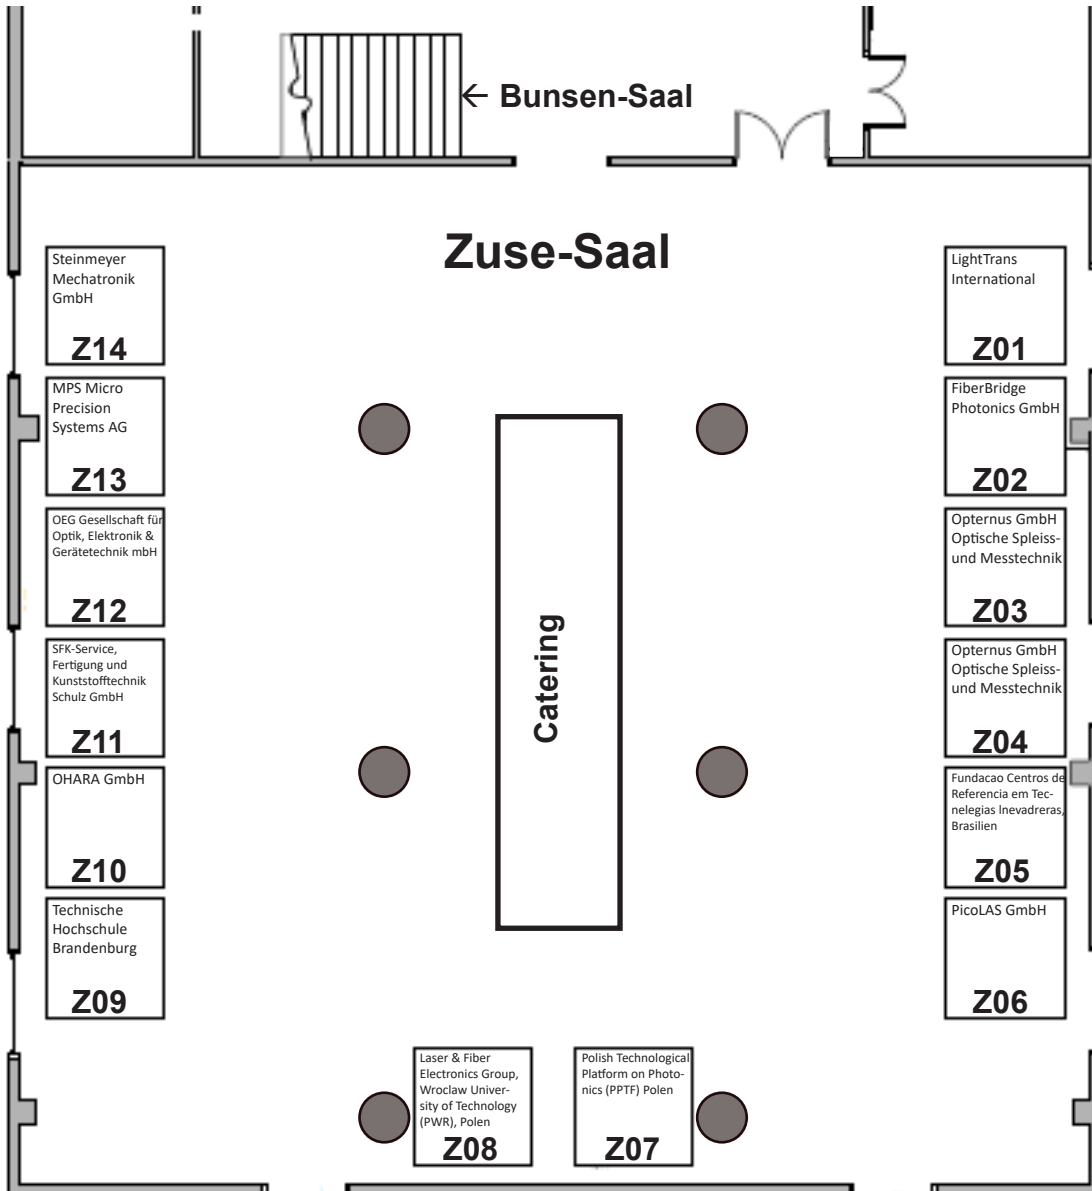 ← Bunsen-Saal
Zuse-Saal
Steinmeyer
Mechatronik
GmbH
Z14
LightTrans
International
Z01
MPS Micro
Precision
Systems AG
Z13
FiberBridge
Photonics GmbH
Z02
OEG Gesellschaft für
Optik, Elektronik &
Gerätetechnik mbH
Z12
Opternus GmbH
Optische Spleiss-
und Messtechnik
Z03
Catering
SFK-Service,
Fertigung und
Kunststofftechnik
Schulz GmbH
Z11
Opternus GmbH
Optische Spleiss-
und Messtechnik
Z04
OHARA GmbH
Z10
Fundacao Centros de
Referencia em Tec-
nelegias lnevadreras,
Brasilien
Z05
Technische
Hochschule
Brandenburg
Z09
PicoLAS GmbH
Z06
Laser & Fiber
Electronics Group,
Wroclaw Univer-
sity of Technology
(PWR), Polen
Z08
Polish Technological
Platform on Photo-
nics (PPTF) Polen
Z07